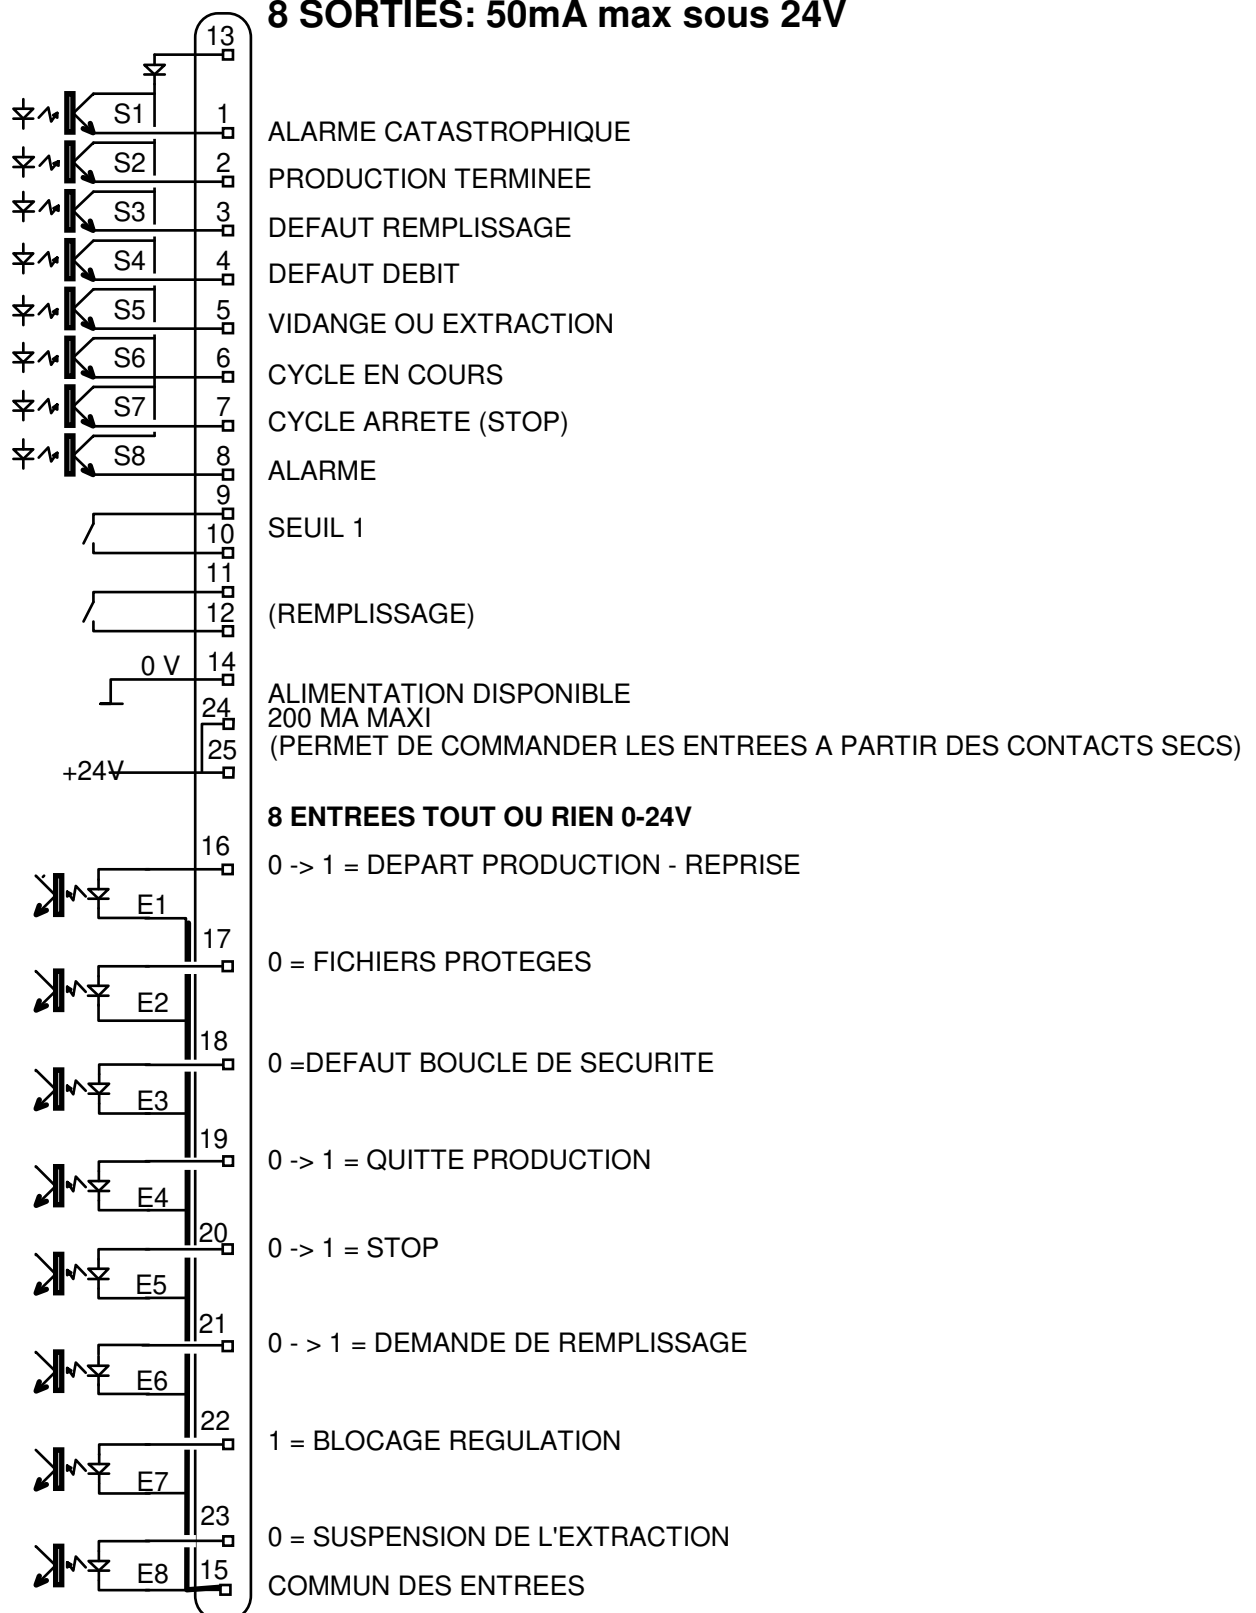 8 SORTIES: 50mA max sous 24V
13
S1 1 ALARME CATASTROPHIQUE
S2 2 PRODUCTION TERMINEE
S3 3 DEFAUT REMPLISSAGE
S4 4 DEFAUT DEBIT
S5 5 VIDANGE OU EXTRACTION
S6 6 CYCLE EN COURS
S7 7 CYCLE ARRETE (STOP)
S8 8 ALARME
9
10 SEUIL 1
11
12 (REMPLISSAGE)
0 V 14
ALIMENTATION DISPONIBLE
24 200 MA MAXI
25 (PERMET DE COMMANDER LES ENTREES A PARTIR DES CONTACTS SECS)
+24V
8 ENTREES TOUT OU RIEN 0-24V
16 0 -> 1 = DEPART PRODUCTION - REPRISE
E1
17 0 = FICHIERS PROTEGES
E2
18 0 =DEFAUT BOUCLE DE SECURITE
E3
19 0 -> 1 = QUITTE PRODUCTION
E4
20 0 -> 1 = STOP
E5
21 0 - > 1 = DEMANDE DE REMPLISSAGE
E6
22 1 = BLOCAGE REGULATION
E7
23 0 = SUSPENSION DE L'EXTRACTION
E8 15 COMMUN DES ENTREES